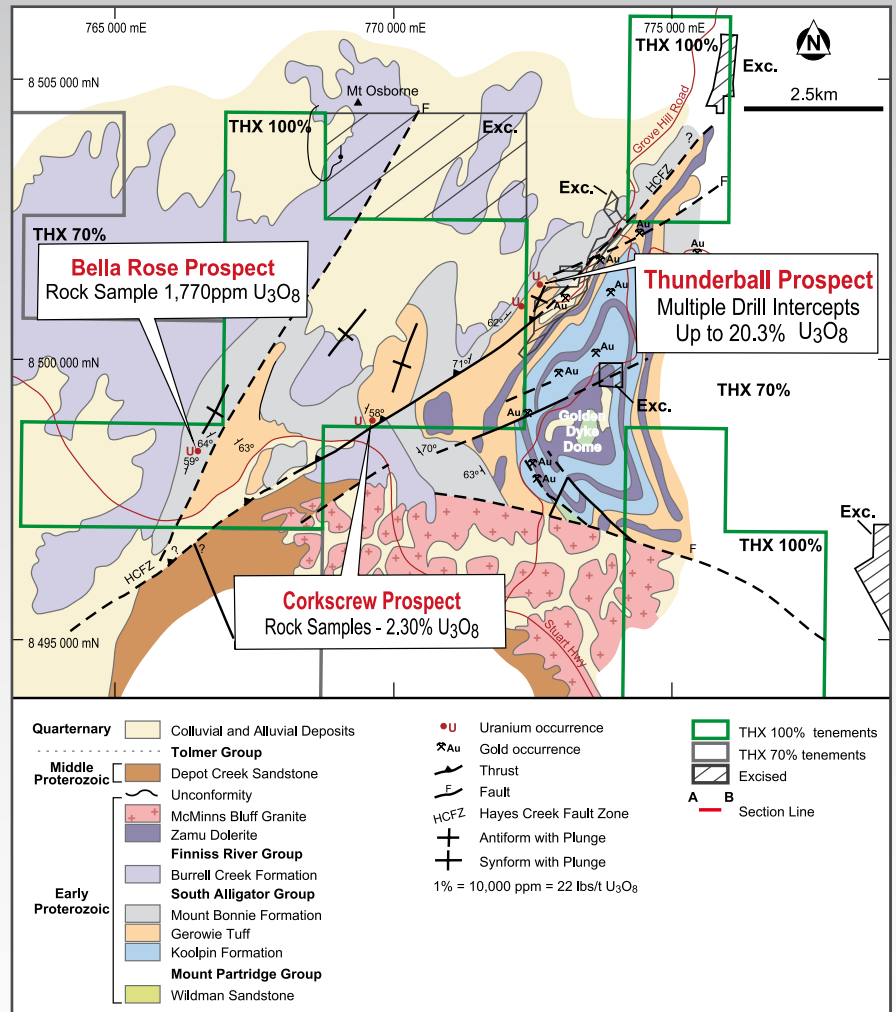 765 000 mE
770 000 mE
775 000 mE
THX 100%
Exc.
N
8 505 000 mN
Mt Osborne
F
2.5km
THX 100%
Exc.
Grove Hill Road
?
HCFZ
Exc.
F
THX 70%
Au
Au
Au
Bella Rose Prospect
Rock Sample 1,770ppm U₃O₈
U
Thunderball Prospect
Multiple Drill Intercepts
Up to 20.3% U₃O₈
U
Au
62º
Au
8 500 000 mN
71º
Au
THX 70%
Exc.
58º
U
Au
Golden
Dyke
Dome
64º
U
59º
63º
70º
63º
Au
Au
Exc.
THX 100%
F
HCFZ
?
?
Corkscrew Prospect
Rock Samples - 2.30% U₃O₈
8 495 000 mN
Stuart Hwy
Quarternary
Colluvial and Alluvial Deposits
Tolmer Group
Middle
Proterozoic
Depot Creek Sandstone
Unconformity
McMinns Bluff Granite
Zamu Dolerite
Finniss River Group
Burrell Creek Formation
South Alligator Group
Early
Proterozoic
Mount Bonnie Formation
Gerowie Tuff
Koolpin Formation
Mount Partridge Group
Wildman Sandstone
U Uranium occurrence
Au Gold occurrence
Thrust
F Fault
HCFZ Hayes Creek Fault Zone
Antiform with Plunge
Synform with Plunge
1% = 10,000 ppm = 22 lbs/t U₃O₈
THX 100% tenements
THX 70% tenements
Excised
A B
Section Line